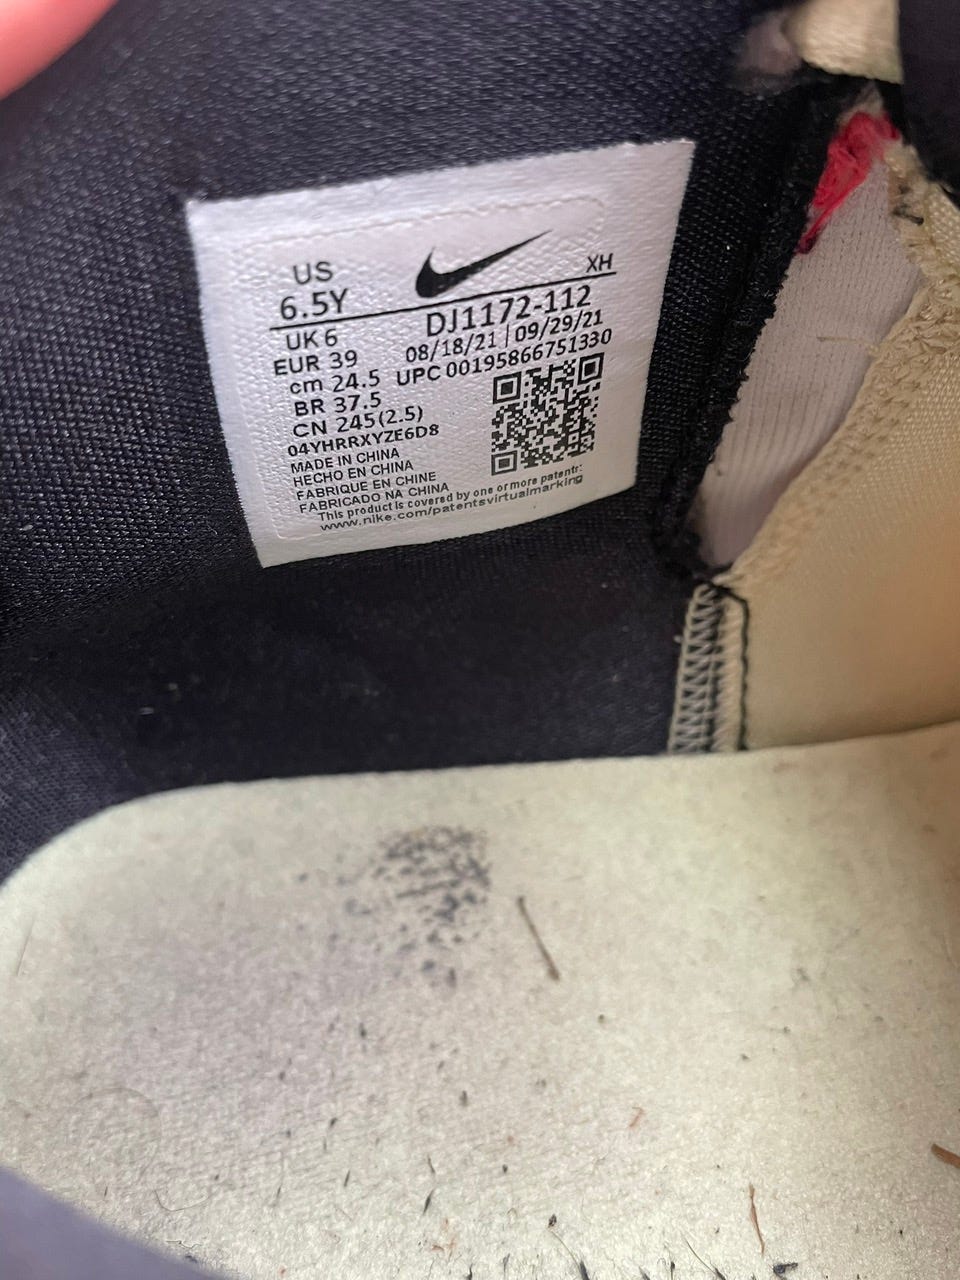 US
6.5Y
XH
UK 6
DJ1172-112
EUR 39
08/18/21 | 09/29/21
cm 24.5
UPC 00195866751330
BR 37.5
CN 245(2.5)
04YHRRXYZE6D8
MADE IN CHINA
HECHO EN CHINA
FABRIQUE EN CHINE
FABRICADO NA CHINA
This product is covered by one or more patents:
www.nike.com/patentsvirtualmarking